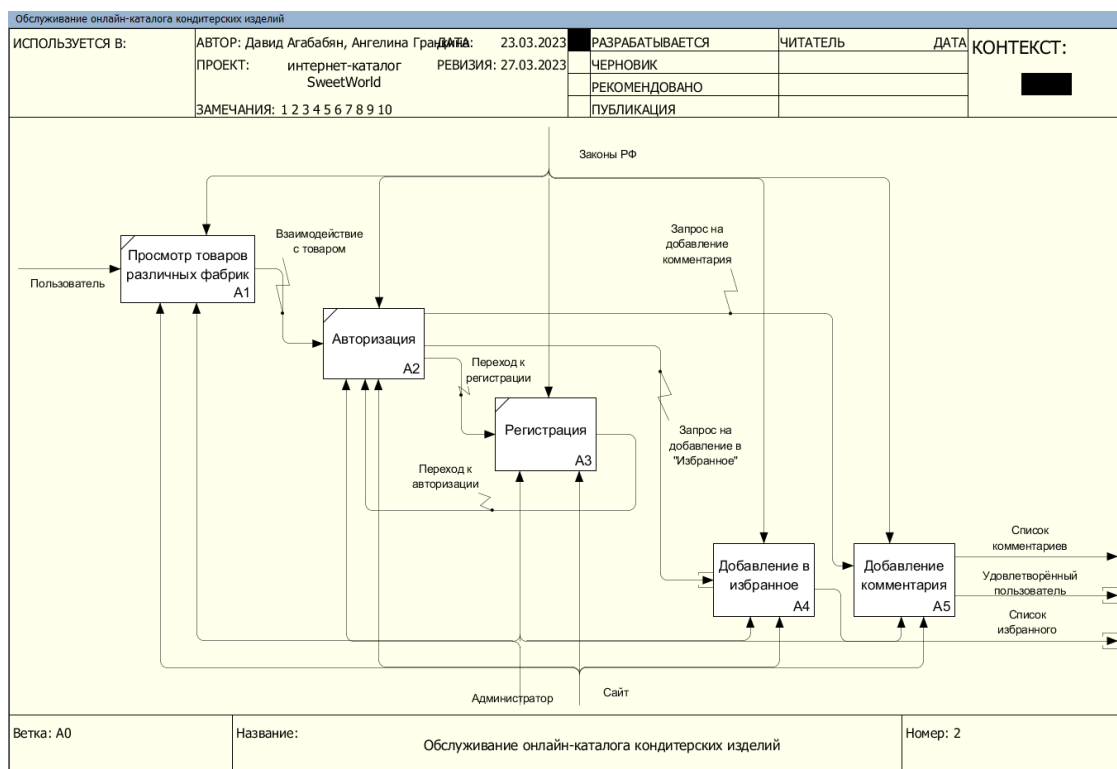 Обслуживание онлайн-каталога кондитерских изделий
ИСПОЛЬЗУЕТСЯ В:
АВТОР: Давид Агабабян, Ангелина Гранкина
ДАТА: 23.03.2023
РАЗРАБАТЫВАЕТСЯ
ЧИТАТЕЛЬ
ДАТА
КОНТЕКСТ:
ПРОЕКТ: интернет-каталог
SweetWorld
РЕВИЗИЯ: 27.03.2023
ЧЕРНОВИК
РЕКОМЕНДОВАНО
ЗАМЕЧАНИЯ: 1 2 3 4 5 6 7 8 9 10
ПУБЛИКАЦИЯ
Законы РФ
Пользователь
Просмотр товаров
различных фабрик
A1
Взаимодействие
с товаром
Запрос на
добавление
комментария
Авторизация
A2
Переход к
регистрации
Регистрация
A3
Запрос на
добавление в
"Избранное"
Переход к
авторизации
Добавление в
избранное
A4
Добавление
комментария
A5
Список
комментариев
Удовлетворённый
пользователь
Список
избранного
Администратор
Сайт
Ветка: A0
Название:
Обслуживание онлайн-каталога кондитерских изделий
Номер: 2